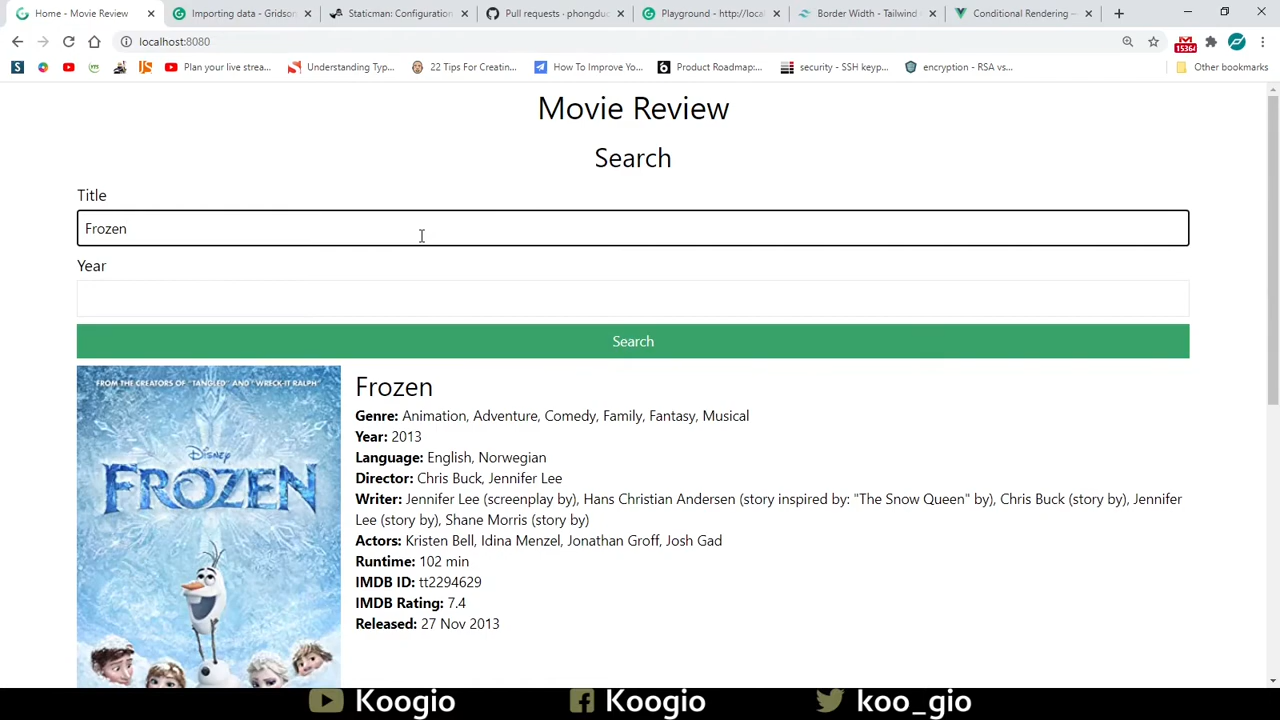 Home - Movie Review
Importing data - Gridsor
Staticman: Configuration
Pull requests · phongduc
Playground - http://local
Border Width - Tailwind
Conditional Rendering —
localhost:8080
1536
Plan your live strea...
Understanding Typ...
22 Tips For Creatin...
How To Improve Yo...
Product Roadmap:...
security - SSH keyp...
encryption - RSA vs...
Other bookmarks
Movie Review
Search
Title
Frozen
Year
Search
FROM THE CREATORS OF "TANGLED" AND "WRECK-IT RALPH"
DISNEY
FROZEN
Frozen
Genre: Animation, Adventure, Comedy, Family, Fantasy, Musical
Year: 2013
Language: English, Norwegian
Director: Chris Buck, Jennifer Lee
Writer: Jennifer Lee (screenplay by), Hans Christian Andersen (story inspired by: "The Snow Queen" by), Chris Buck (story by), Jennifer
Lee (story by), Shane Morris (story by)
Actors: Kristen Bell, Idina Menzel, Jonathan Groff, Josh Gad
Runtime: 102 min
IMDB ID: tt2294629
IMDB Rating: 7.4
Released: 27 Nov 2013
Koogio
Koogio
koo_gio